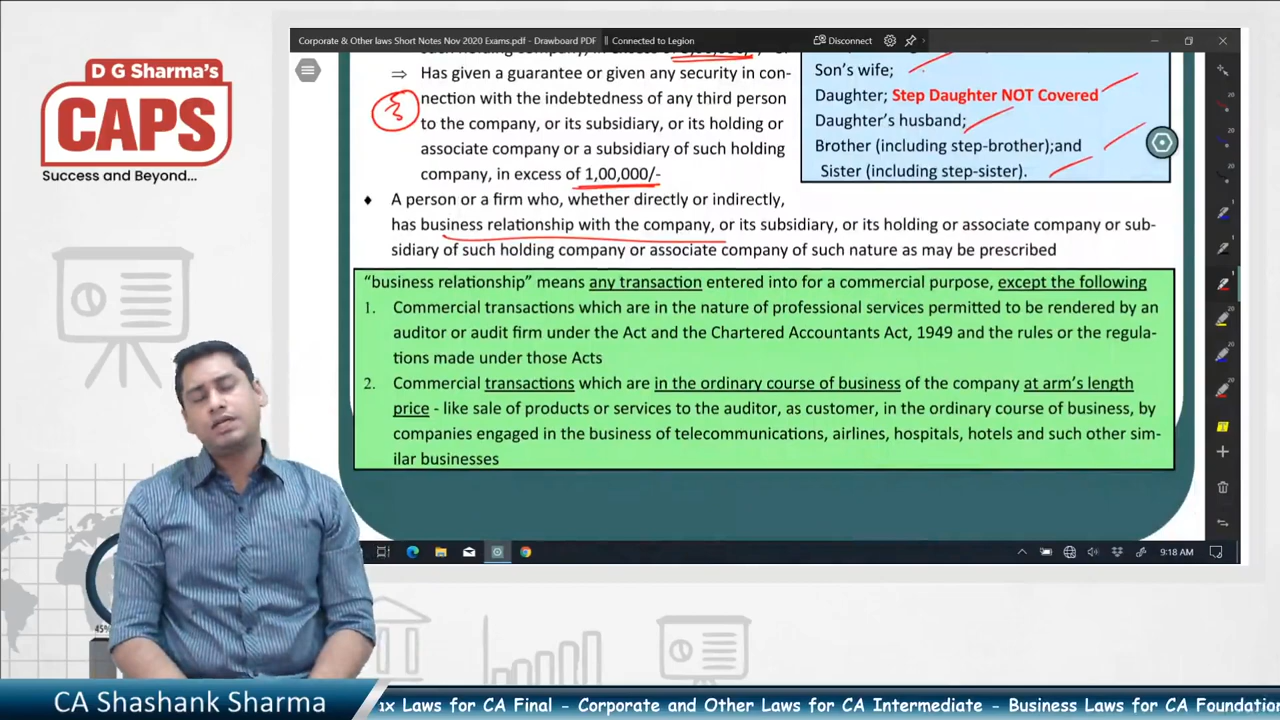 D G Sharma's
CAPS
Success and Beyond...
Corporate & Other laws Short Notes Nov 2020 Exams.pdf - Drawboard PDF
Connected to Legion
Disconnect
⇒ Has given a guarantee or given any security in con-
nection with the indebtedness of any third person
to the company, or its subsidiary, or its holding or
associate company or a subsidiary of such holding
company, in excess of 1,00,000/-
3
Son's wife;
Daughter; Step Daughter NOT Covered
Daughter's husband;
Brother (including step-brother);and
Sister (including step-sister).
♦ A person or a firm who, whether directly or indirectly,
has business relationship with the company, or its subsidiary, or its holding or associate company or sub-
sidiary of such holding company or associate company of such nature as may be prescribed
“business relationship” means any transaction entered into for a commercial purpose, except the following
1. Commercial transactions which are in the nature of professional services permitted to be rendered by an
auditor or audit firm under the Act and the Chartered Accountants Act, 1949 and the rules or the regula-
tions made under those Acts
2. Commercial transactions which are in the ordinary course of business of the company at arm's length
price - like sale of products or services to the auditor, as customer, in the ordinary course of business, by
companies engaged in the business of telecommunications, airlines, hospitals, hotels and such other sim-
ilar businesses
9:18 AM
45%
CA Shashank Sharma
ax Laws for CA Final – Corporate and Other Laws for CA Intermediate – Business Laws for CA Foundation